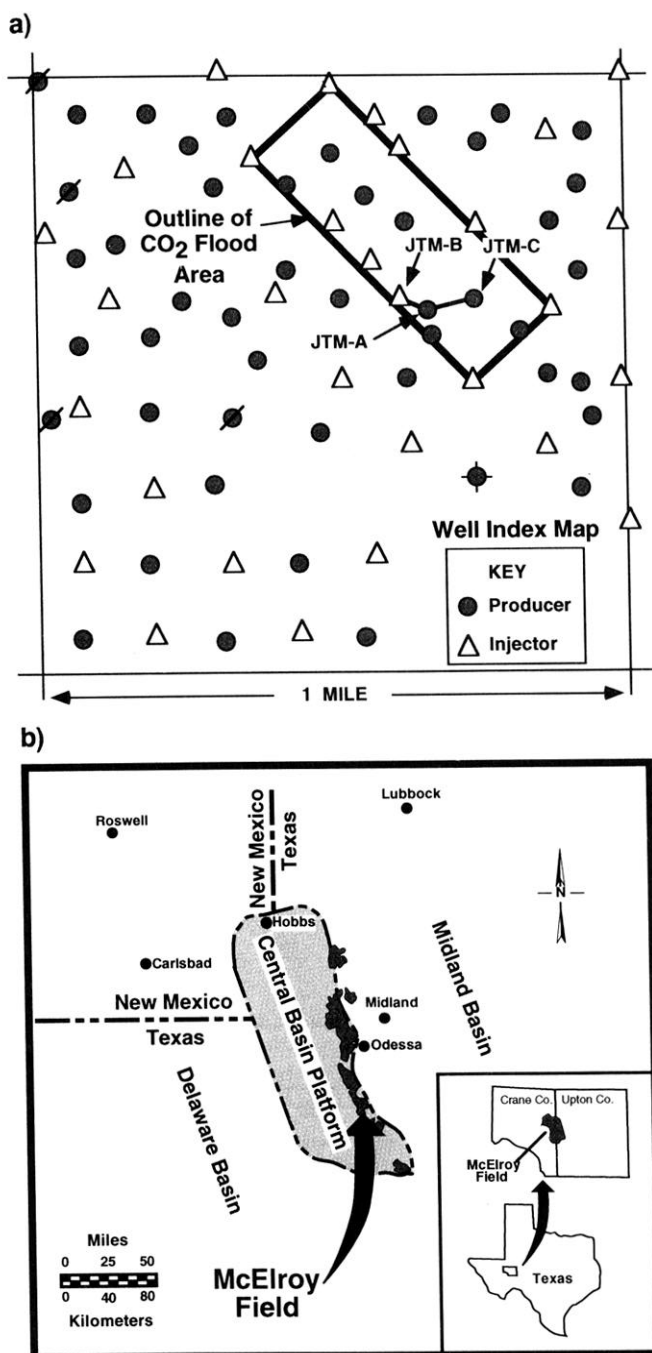 a)
Outline of
CO2 Flood
Area
JTM-B
JTM-C
JTM-A
Well Index Map
KEY
Producer
Injector
1 MILE
b)
Roswell
Lubbock
New Mexico
Texas
N
Hobbs
Carlsbad
Central Basin Platform
Midland Basin
Midland
New Mexico
Texas
Odessa
Delaware Basin
Crane Co.
Upton Co.
McElroy
Field
Miles
0 25 50
0 40 80
Kilometers
McElroy
Field
Texas